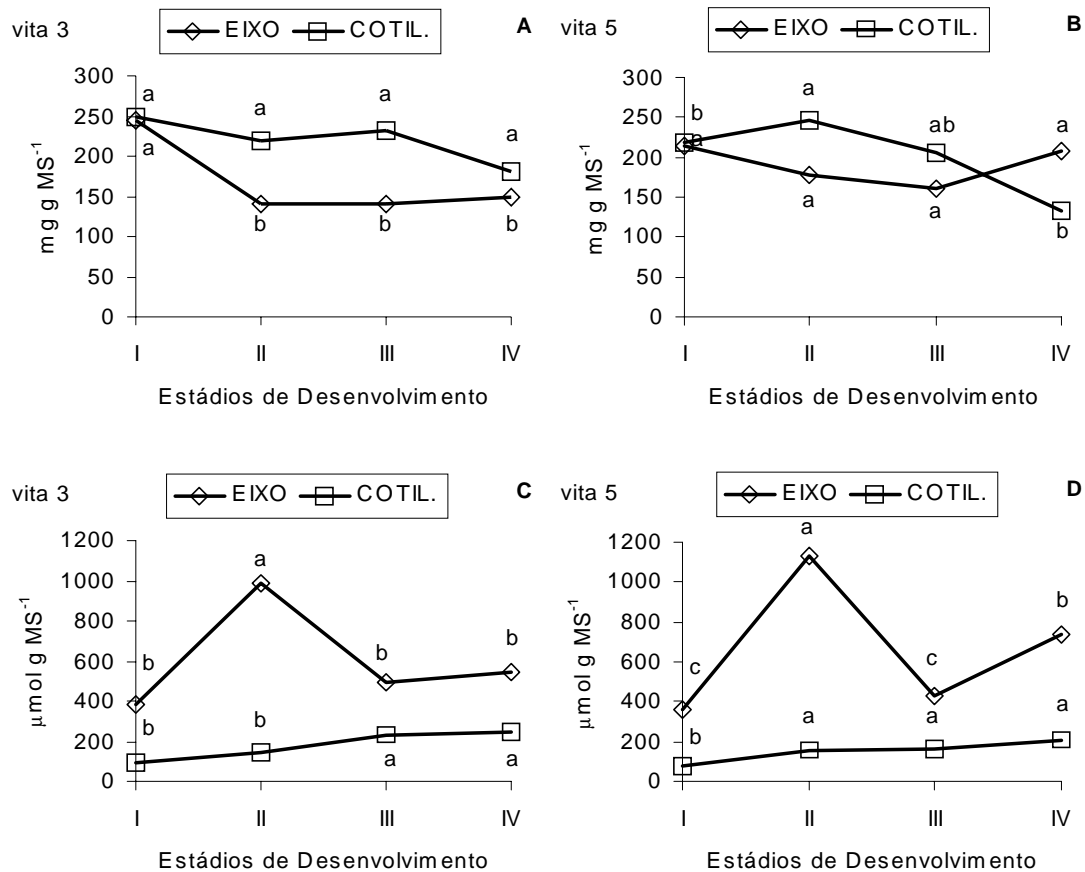 vita 3
EIXO COTIL.
A
300
250
200
150
100
50
0
mg g MS-1
a
a
a
a
a
b
b
b
I II III IV
Estádios de Desenvolvimento
vita 5
EIXO COTIL.
B
300
250
200
150
100
50
0
mg g MS-1
b
a
a
ab
a
a
a
b
I II III IV
Estádios de Desenvolvimento
vita 3
EIXO COTIL.
C
1200
1000
800
600
400
200
0
µmol g MS-1
b
a
b
b
b
b
a
a
I II III IV
Estádios de Desenvolvimento
vita 5
EIXO COTIL.
D
1200
1000
800
600
400
200
0
µmol g MS-1
c
a
c
b
b
a
a
a
I II III IV
Estádios de Desenvolvimento